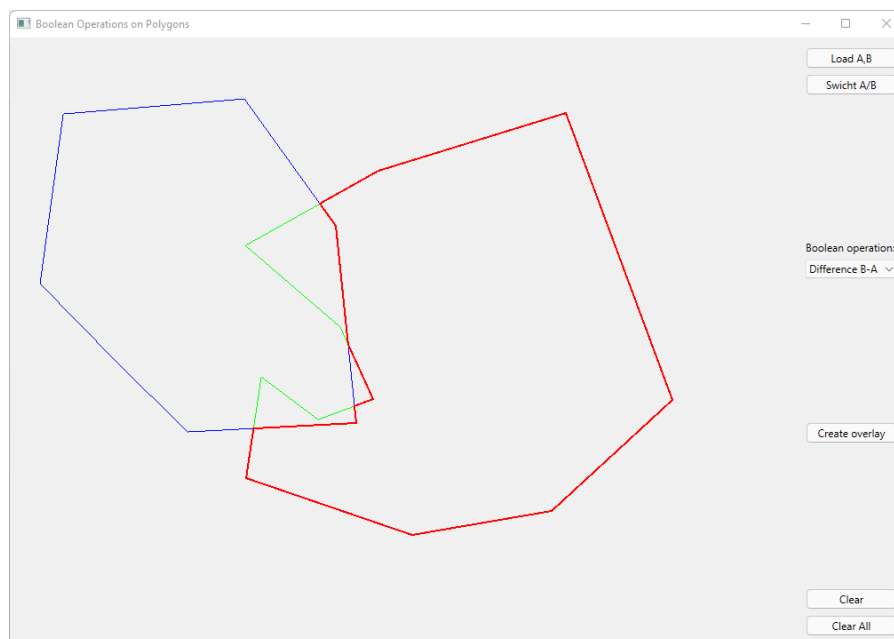 Boolean Operations on Polygons
Load A,B
Swicht A/B
Boolean operation:
Difference B-A
Create overlay
Clear
Clear All